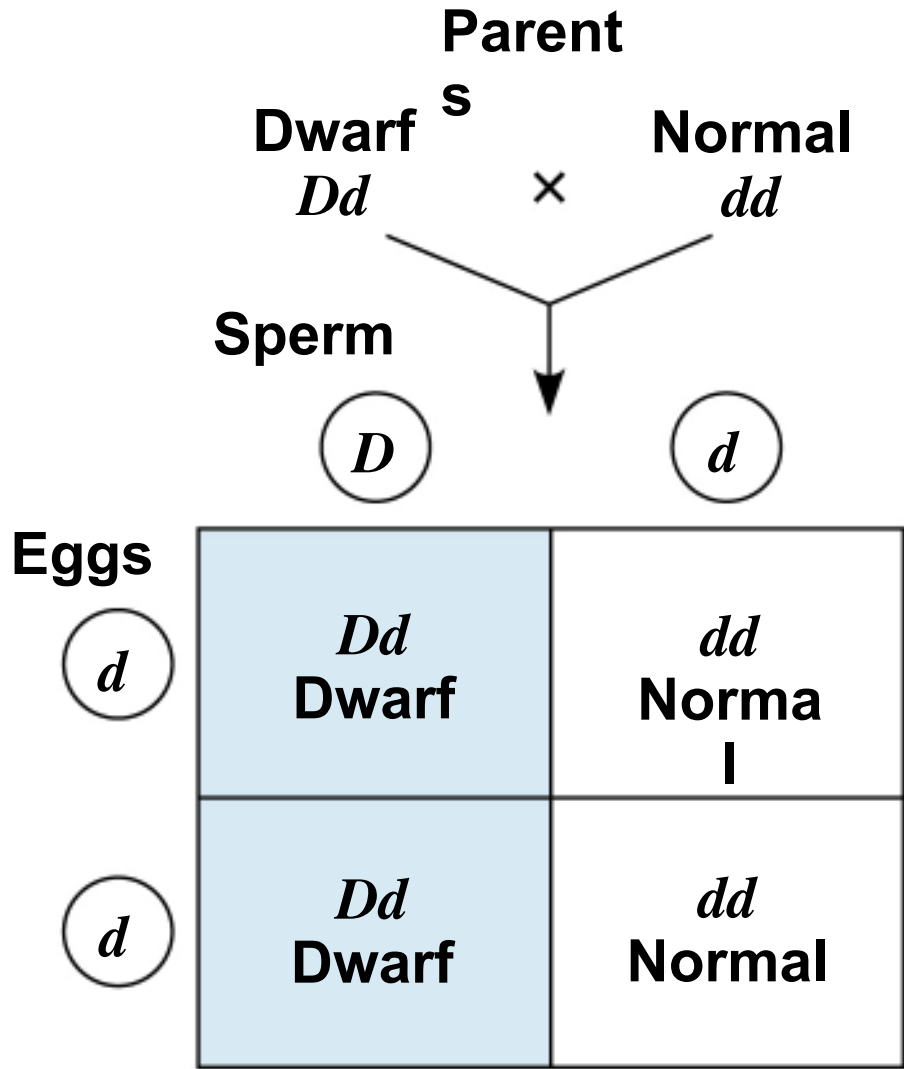 Parent
s
Dwarf Normal
Dd × dd
Sperm
D d
Eggs
d
Dd dd
Dwarf Norma
l
d
Dd dd
Dwarf Normal